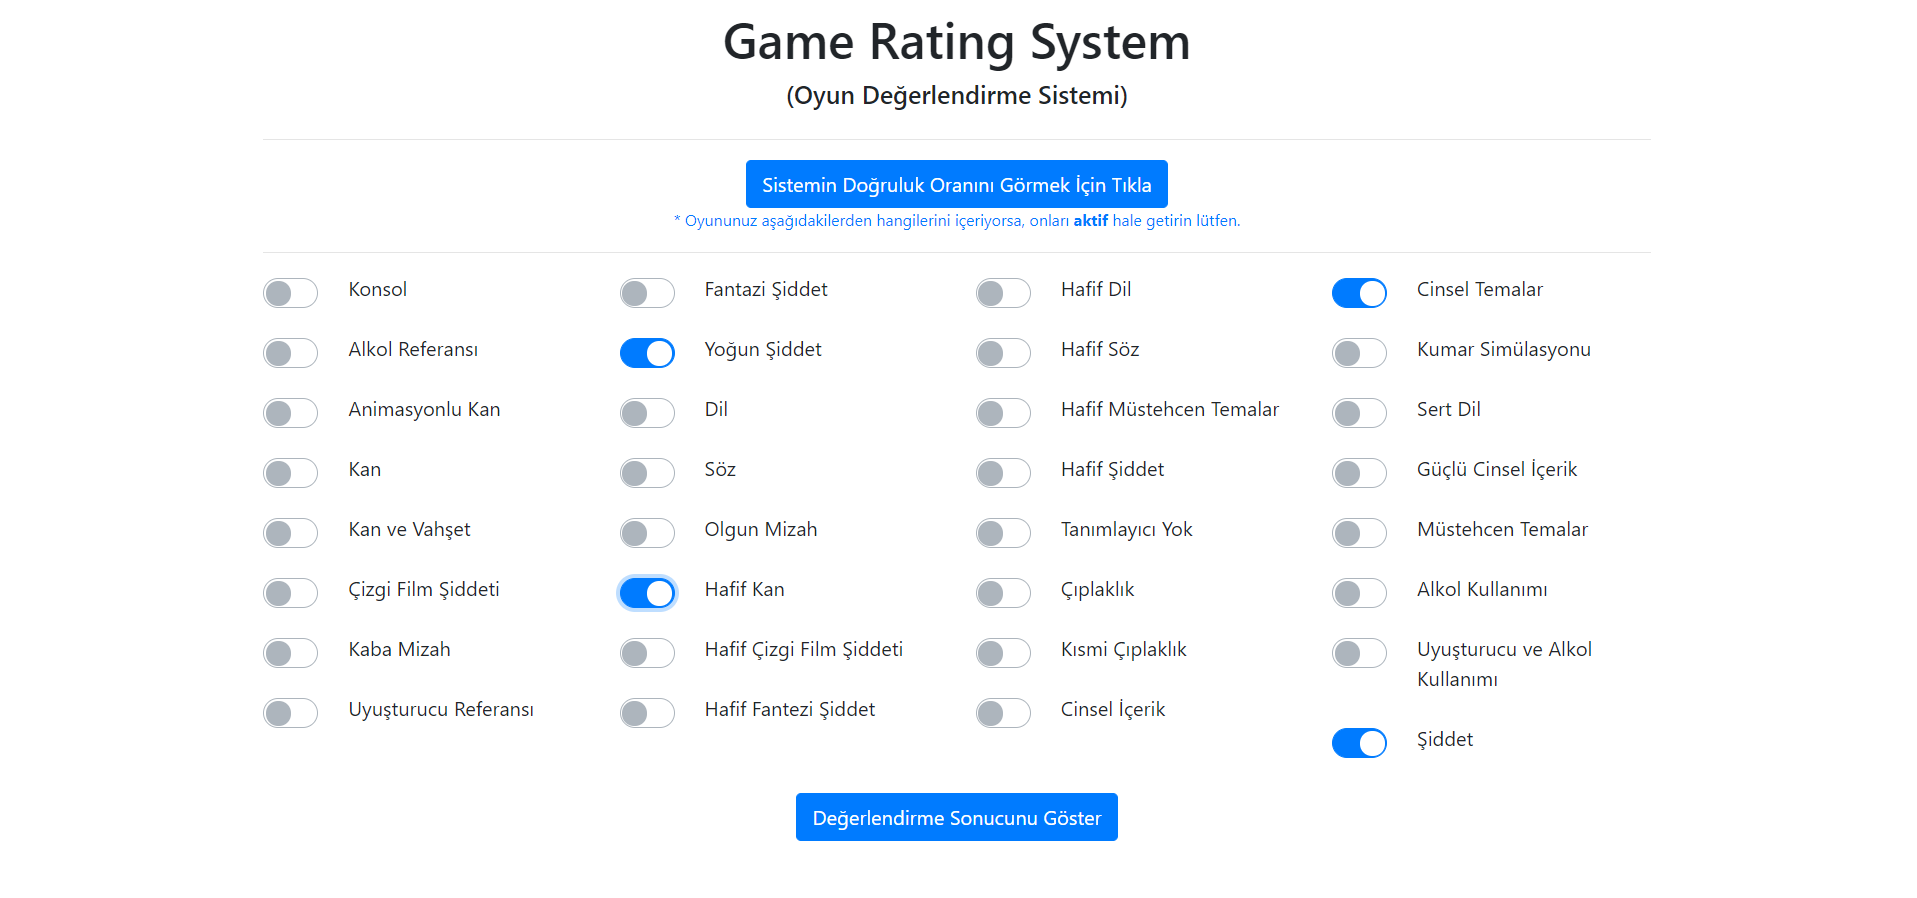 Game Rating System
(Oyun Değerlendirme Sistemi)
Sistemin Doğruluk Oranını Görmek İçin Tıkla
* Oyununuz aşağıdakilerden hangilerini içeriyorsa, onları aktif hale getirin lütfen.
Konsol
Alkol Referansı
Animasyonlu Kan
Kan
Kan ve Vahşet
Çizgi Film Şiddeti
Kaba Mizah
Uyuşturucu Referansı
Fantazi Şiddet
Yoğun Şiddet
Dil
Söz
Olgun Mizah
Hafif Kan
Hafif Çizgi Film Şiddeti
Hafif Fantezi Şiddet
Hafif Dil
Hafif Söz
Hafif Müstehcen Temalar
Hafif Şiddet
Tanımlayıcı Yok
Çıplaklık
Kısmi Çıplaklık
Cinsel İçerik
Cinsel Temalar
Kumar Simülasyonu
Sert Dil
Güçlü Cinsel İçerik
Müstehcen Temalar
Alkol Kullanımı
Uyuşturucu ve Alkol
Kullanımı
Şiddet
Değerlendirme Sonucunu Göster